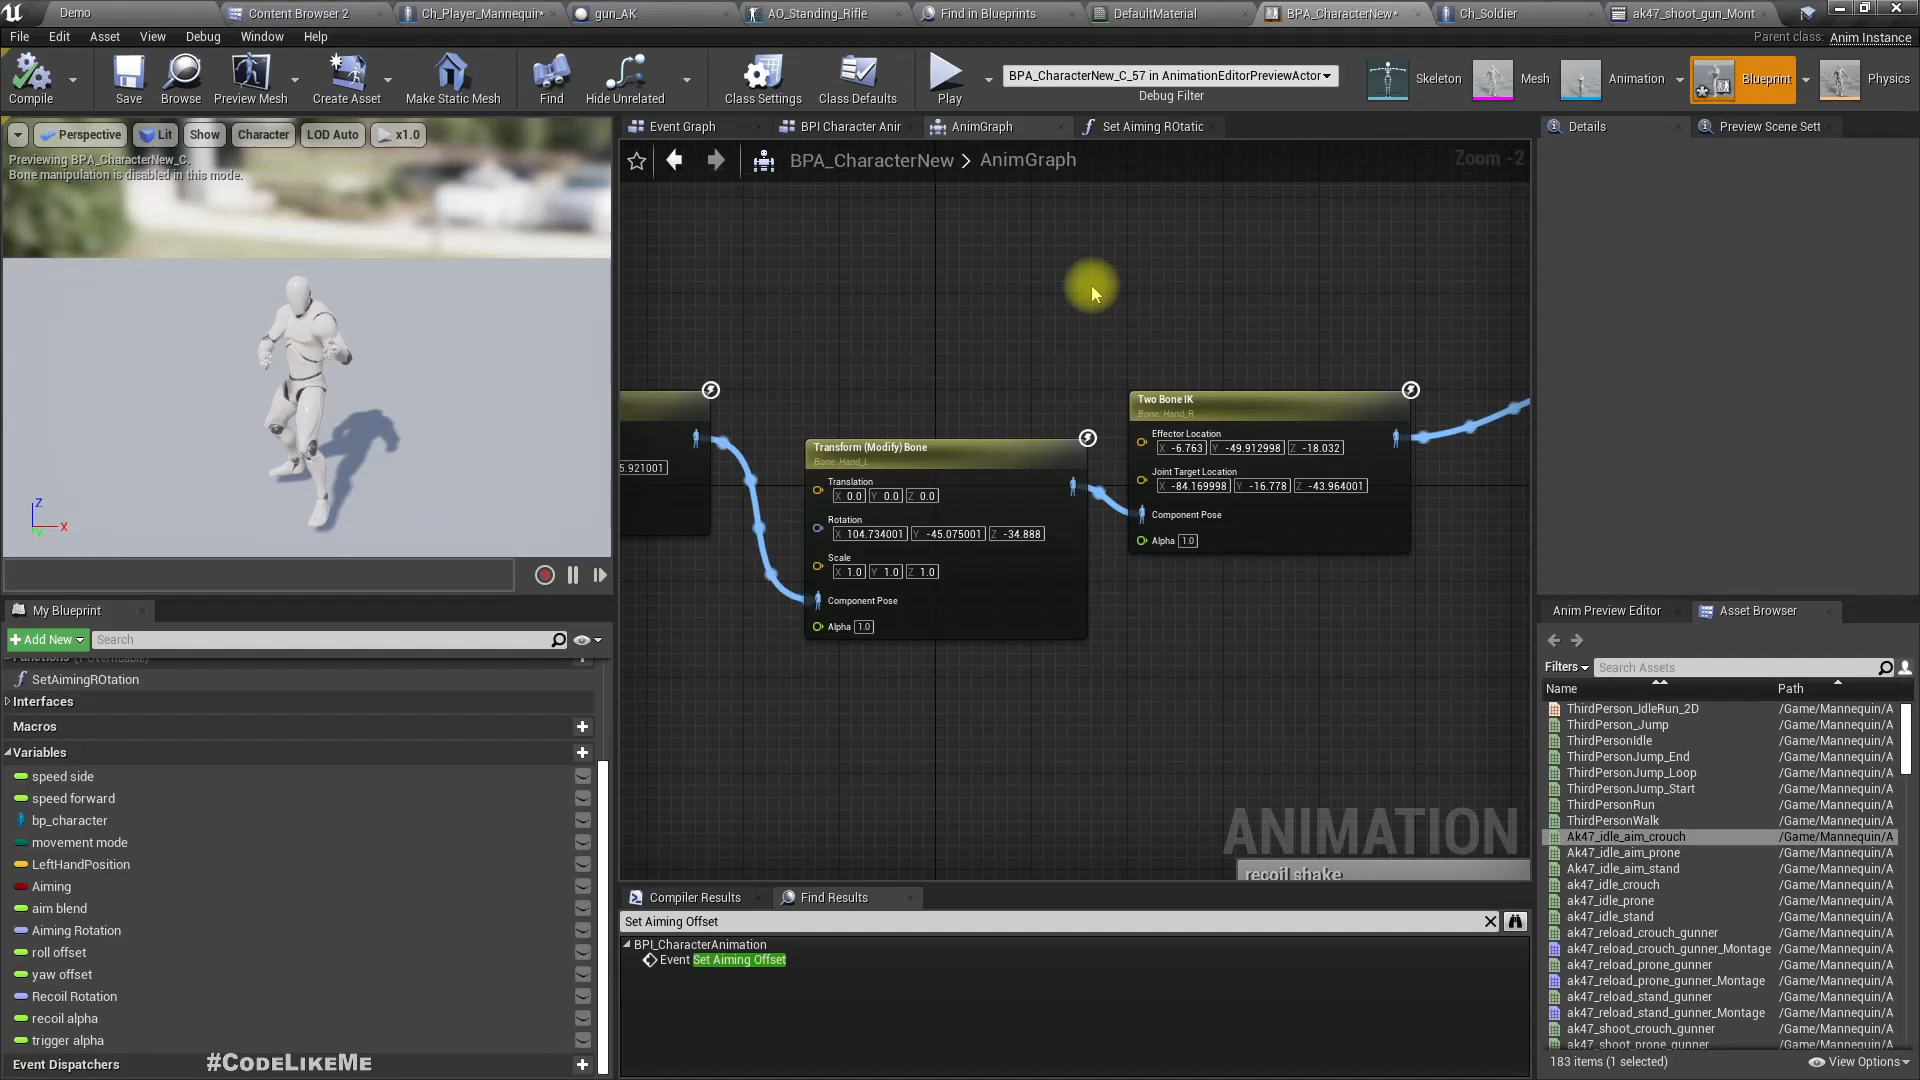 Demo
Content Browser 2
Ch_Player_Mannequin*
gun_AK
AO_Standing_Rifle
Find in Blueprints
DefaultMaterial
BPA_CharacterNew*
Ch_Soldier
ak47_shoot_gun_Mont
File
Edit
Asset
View
Debug
Window
Help
Parent class: Anim Instance
Compile
Save
Browse
Preview Mesh
Create Asset
Make Static Mesh
Find
Hide Unrelated
Class Settings
Class Defaults
Play
BPA_CharacterNew_C_57 in AnimationEditorPreviewActor
Debug Filter
Skeleton
Mesh
Animation
Blueprint
Physics
Perspective
Lit
Show
Character
LOD Auto
x1.0
Previewing BPA_CharacterNew_C.
Bone manipulation is disabled in this mode.
Z
X
Event Graph
BPI Character Anir
AnimGraph
Set Aiming ROtatic
BPA_CharacterNew > AnimGraph
Zoom -2
5.921001
Transform (Modify) Bone
Bone: Hand_L
Translation
X 0.0 Y 0.0 Z 0.0
Rotation
X 104.734001 Y -45.075001 Z -34.888
Scale
X 1.0 Y 1.0 Z 1.0
Component Pose
Alpha 1.0
Two Bone IK
Bone: Hand_R
Effector Location
X -6.763 Y -49.912998 Z -18.032
Joint Target Location
X -84.169998 Y -16.778 Z -43.964001
Component Pose
Alpha 1.0
ANIMATION
recoil shake
Details
Preview Scene Sett
My Blueprint
Add New
Search
Functions (1 Overridable)
SetAimingROtation
Interfaces
Macros
Variables
speed side
speed forward
bp_character
movement mode
LeftHandPosition
Aiming
aim blend
Aiming Rotation
roll offset
yaw offset
Recoil Rotation
recoil alpha
trigger alpha
Event Dispatchers
#CodeLikeMe
Compiler Results
Find Results
Set Aiming Offset
BPI_CharacterAnimation
Event Set Aiming Offset
Anim Preview Editor
Asset Browser
Filters
Search Assets
Name
Path
ThirdPerson_IdleRun_2D /Game/Mannequin/A
ThirdPerson_Jump /Game/Mannequin/A
ThirdPersonIdle /Game/Mannequin/A
ThirdPersonJump_End /Game/Mannequin/A
ThirdPersonJump_Loop /Game/Mannequin/A
ThirdPersonJump_Start /Game/Mannequin/A
ThirdPersonRun /Game/Mannequin/A
ThirdPersonWalk /Game/Mannequin/A
Ak47_idle_aim_crouch /Game/Mannequin/A
Ak47_idle_aim_prone /Game/Mannequin/A
Ak47_idle_aim_stand /Game/Mannequin/A
ak47_idle_crouch /Game/Mannequin/A
ak47_idle_prone /Game/Mannequin/A
ak47_idle_stand /Game/Mannequin/A
ak47_reload_crouch_gunner /Game/Mannequin/A
ak47_reload_crouch_gunner_Montage /Game/Mannequin/A
ak47_reload_prone_gunner /Game/Mannequin/A
ak47_reload_prone_gunner_Montage /Game/Mannequin/A
ak47_reload_stand_gunner /Game/Mannequin/A
ak47_reload_stand_gunner_Montage /Game/Mannequin/A
ak47_shoot_crouch_gunner /Game/Mannequin/A
ak47_shoot_prone_gunner /Game/Mannequin/A
183 items (1 selected)
View Options